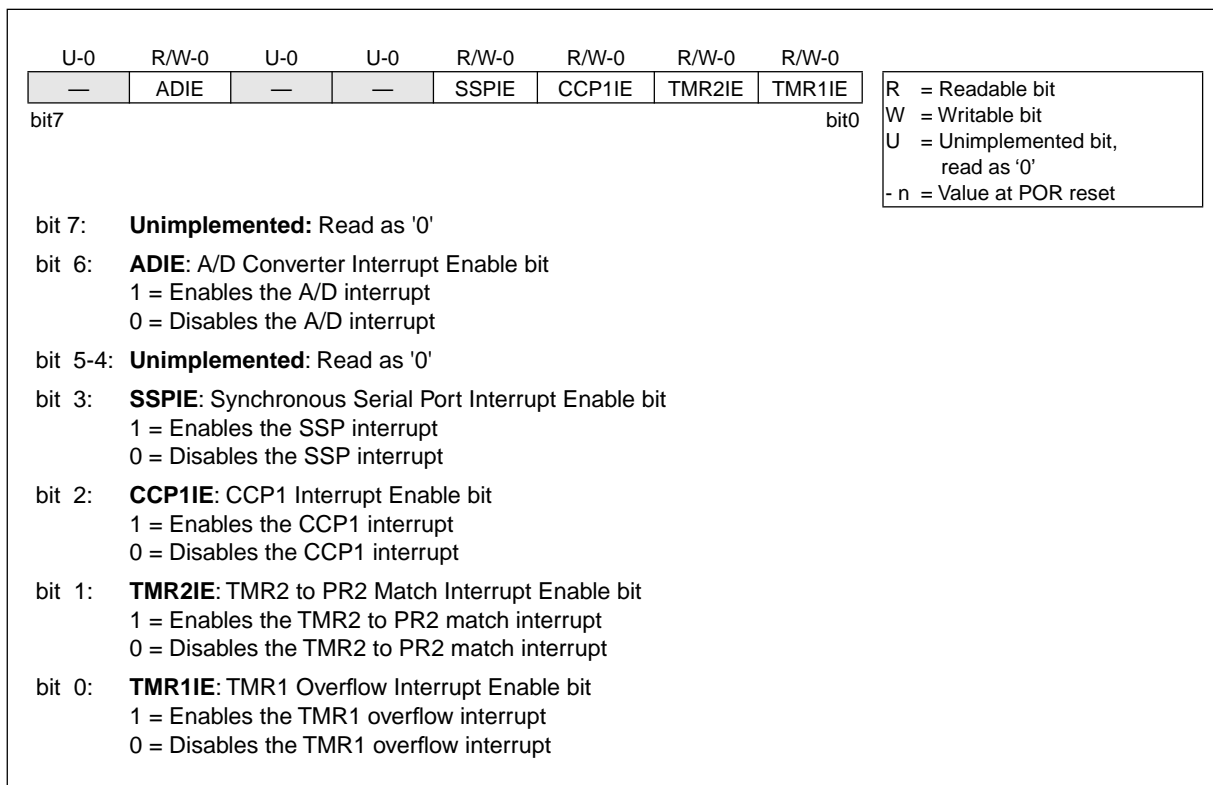 U-0 R/W-0 U-0 U-0 R/W-0 R/W-0 R/W-0 R/W-0
— ADIE — — SSPIE CCP1IE TMR2IE TMR1IE
bit7 bit0
R = Readable bit
W = Writable bit
U = Unimplemented bit,
read as ‘0’
- n = Value at POR reset
bit 7: Unimplemented: Read as '0'
bit 6: ADIE: A/D Converter Interrupt Enable bit
1 = Enables the A/D interrupt
0 = Disables the A/D interrupt
bit 5-4: Unimplemented: Read as '0'
bit 3: SSPIE: Synchronous Serial Port Interrupt Enable bit
1 = Enables the SSP interrupt
0 = Disables the SSP interrupt
bit 2: CCP1IE: CCP1 Interrupt Enable bit
1 = Enables the CCP1 interrupt
0 = Disables the CCP1 interrupt
bit 1: TMR2IE: TMR2 to PR2 Match Interrupt Enable bit
1 = Enables the TMR2 to PR2 match interrupt
0 = Disables the TMR2 to PR2 match interrupt
bit 0: TMR1IE: TMR1 Overflow Interrupt Enable bit
1 = Enables the TMR1 overflow interrupt
0 = Disables the TMR1 overflow interrupt